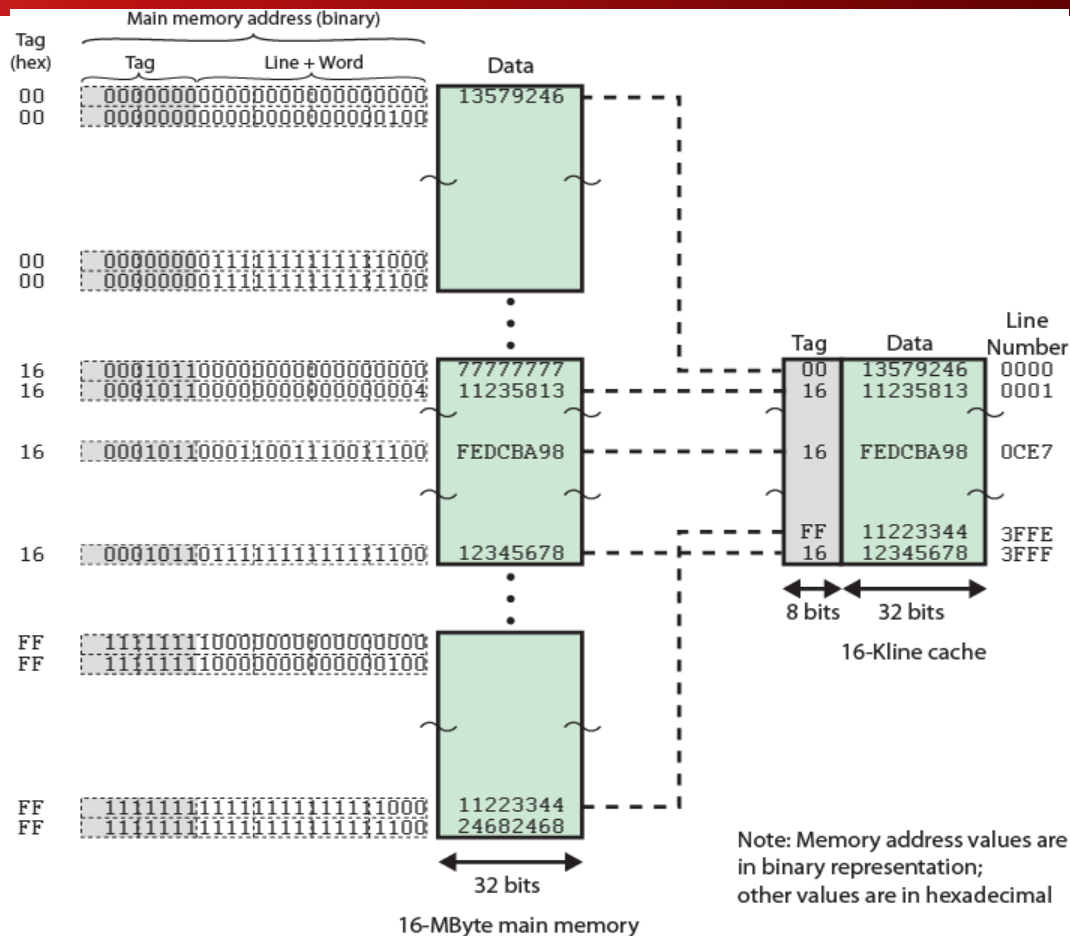 Main memory address (binary)
Tag
(hex)
Tag
Line + Word
Data
00 000000000000000000000000 13579246
00 000000000000000000000100
00 000000001111111111111000
00 000000001111111111111100
16 000101100000000000000000 77777777
16 000101100000000000000004 11235813
16 000101100011001110011100 FEDCBA98
16 000101101111111111111100 12345678
FF 111111110000000000000000
FF 111111110000000000000100
FF 111111111111111111111000 11223344
FF 111111111111111111111100 24682468
32 bits
16-MByte main memory
Tag Data Line
Number
00 13579246 0000
16 11235813 0001
16 FEDCBA98 0CE7
FF 11223344 3FFE
16 12345678 3FFF
8 bits 32 bits
16-Kline cache
Note: Memory address values are
in binary representation;
other values are in hexadecimal